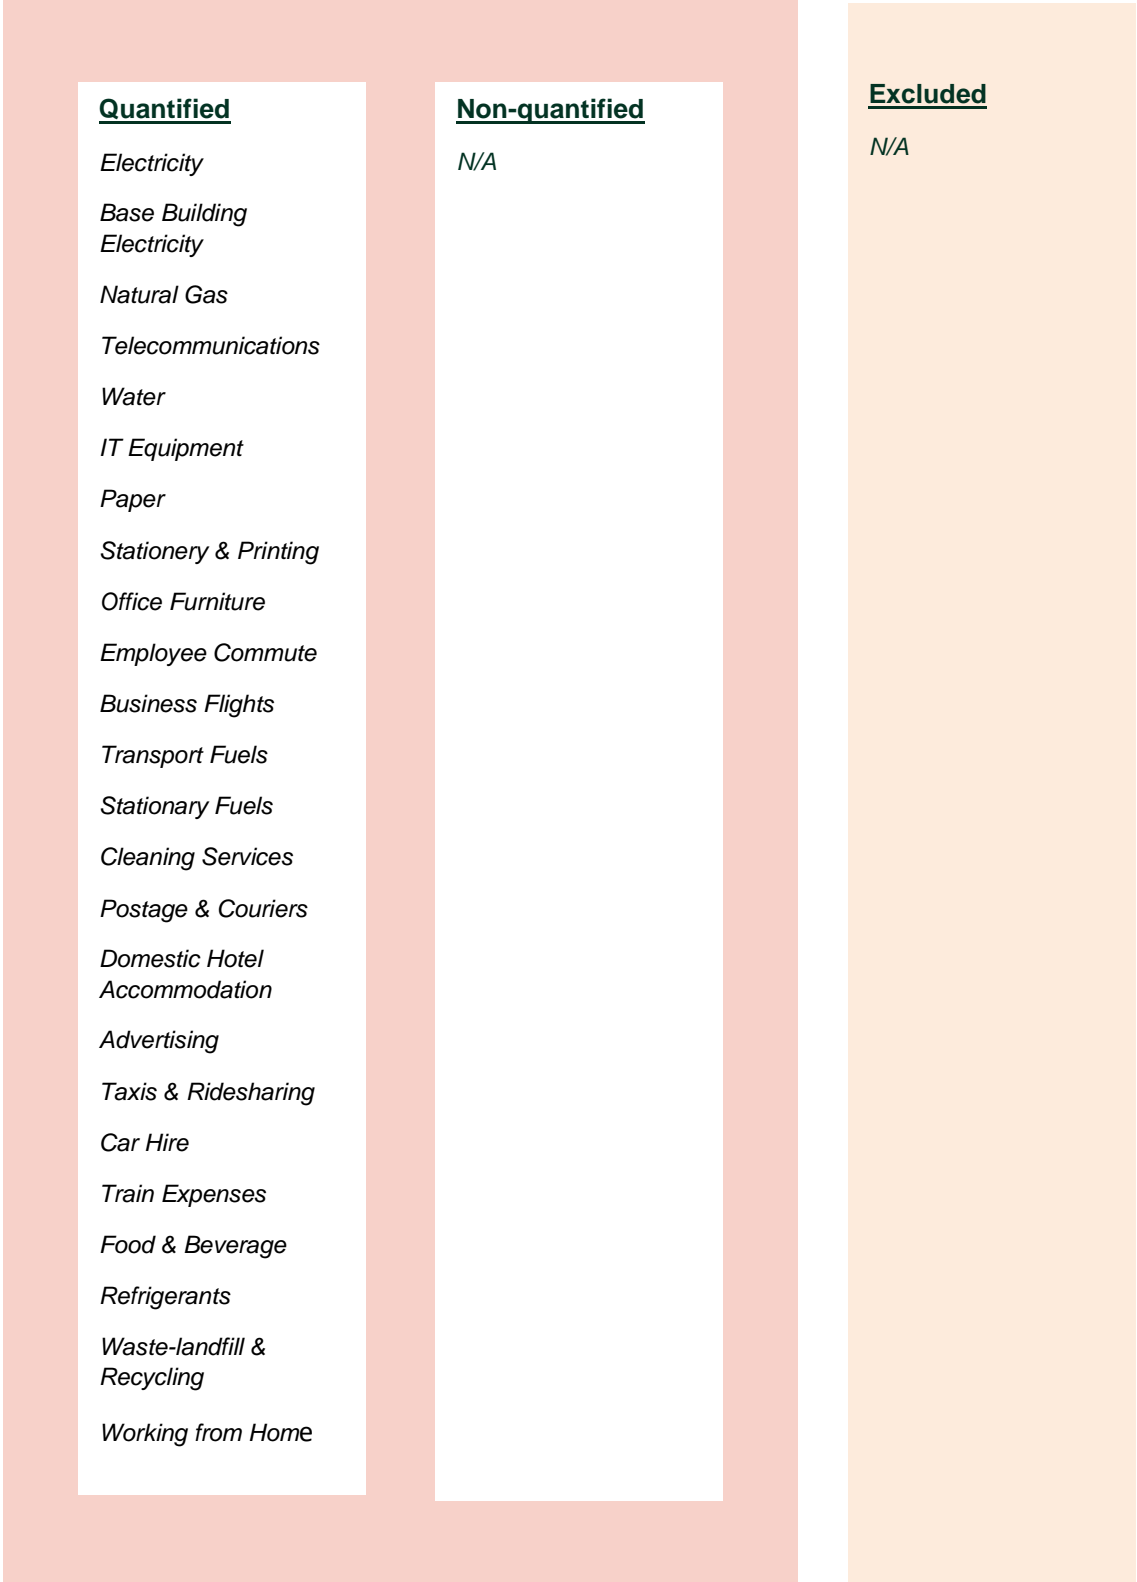 Quantified
Electricity
Base Building
Electricity
Natural Gas
Telecommunications
Water
IT Equipment
Paper
Stationery & Printing
Office Furniture
Employee Commute
Business Flights
Transport Fuels
Stationary Fuels
Cleaning Services
Postage & Couriers
Domestic Hotel
Accommodation
Advertising
Taxis & Ridesharing
Car Hire
Train Expenses
Food & Beverage
Refrigerants
Waste-landfill &
Recycling
Working from Home
Non-quantified
N/A
Excluded
N/A